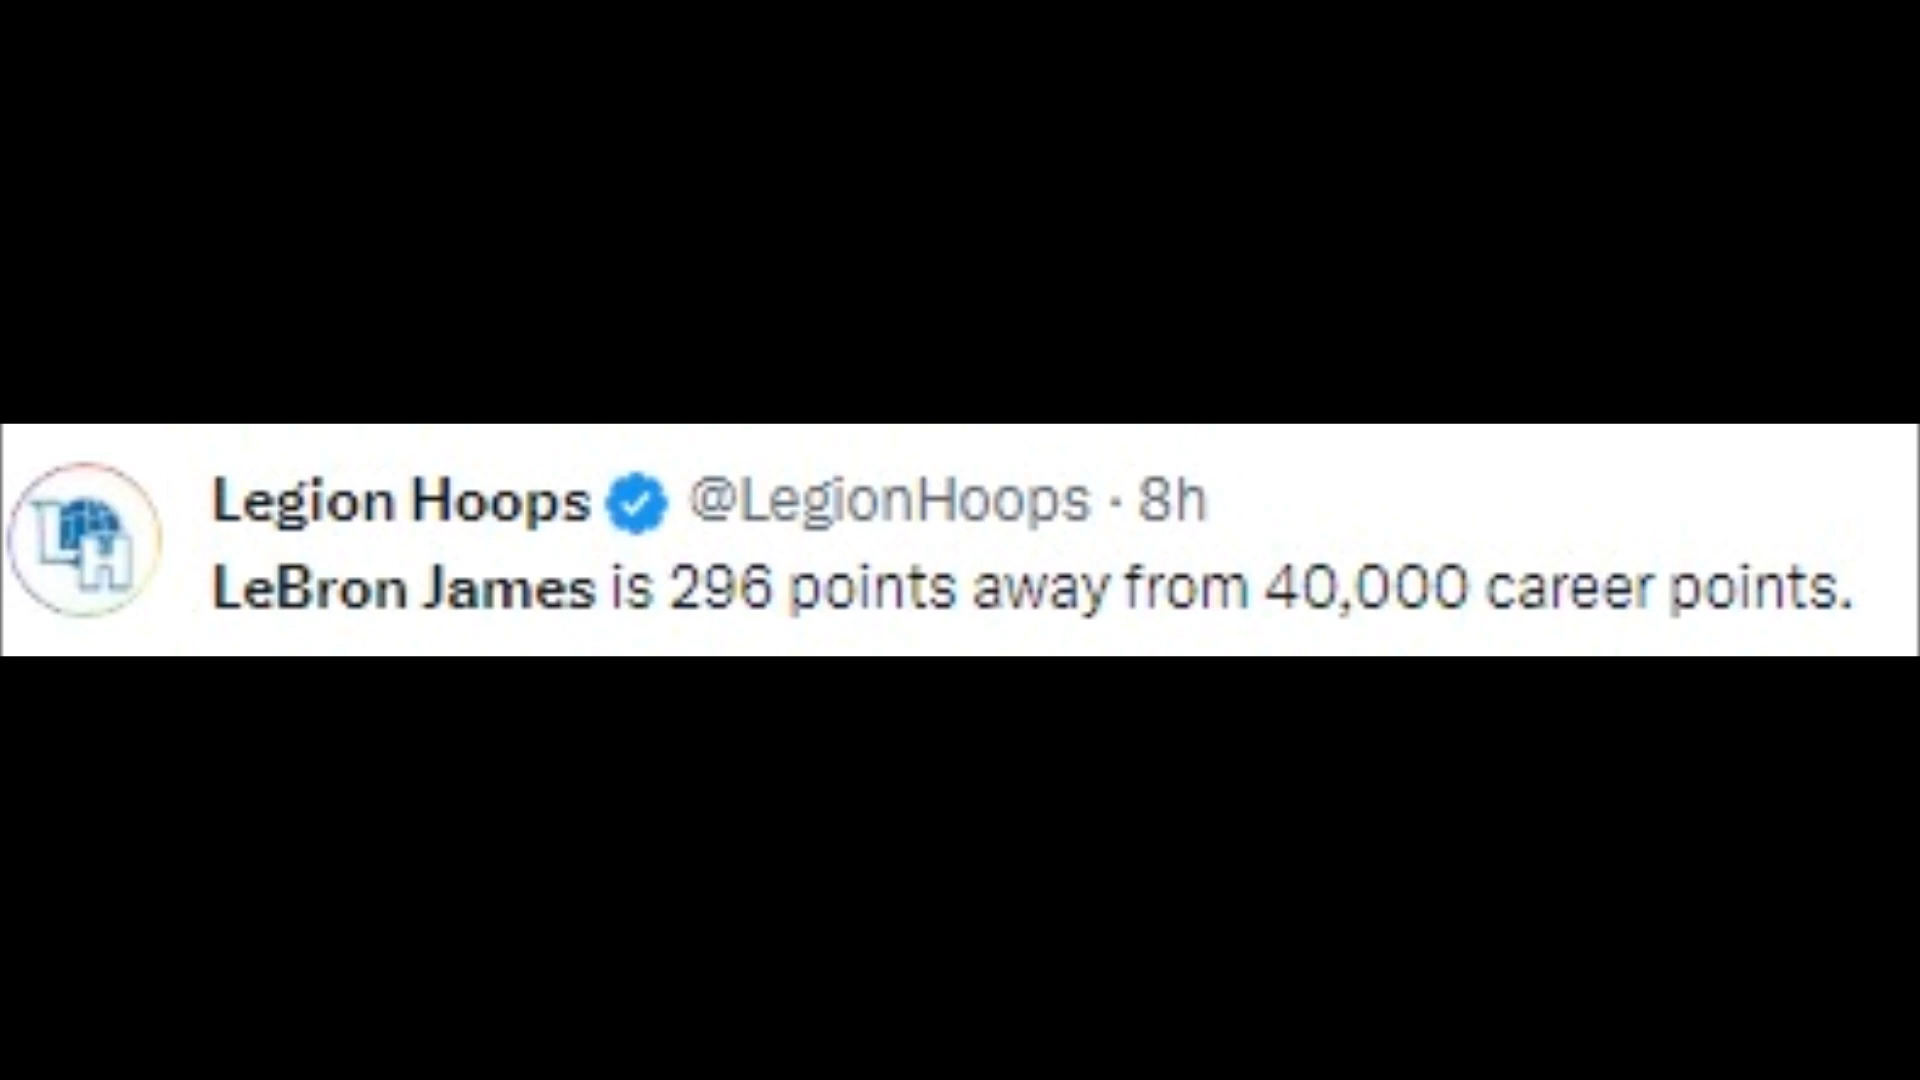 Legion Hoops @LegionHoops · 8h
LeBron James is 296 points away from 40,000 career points.